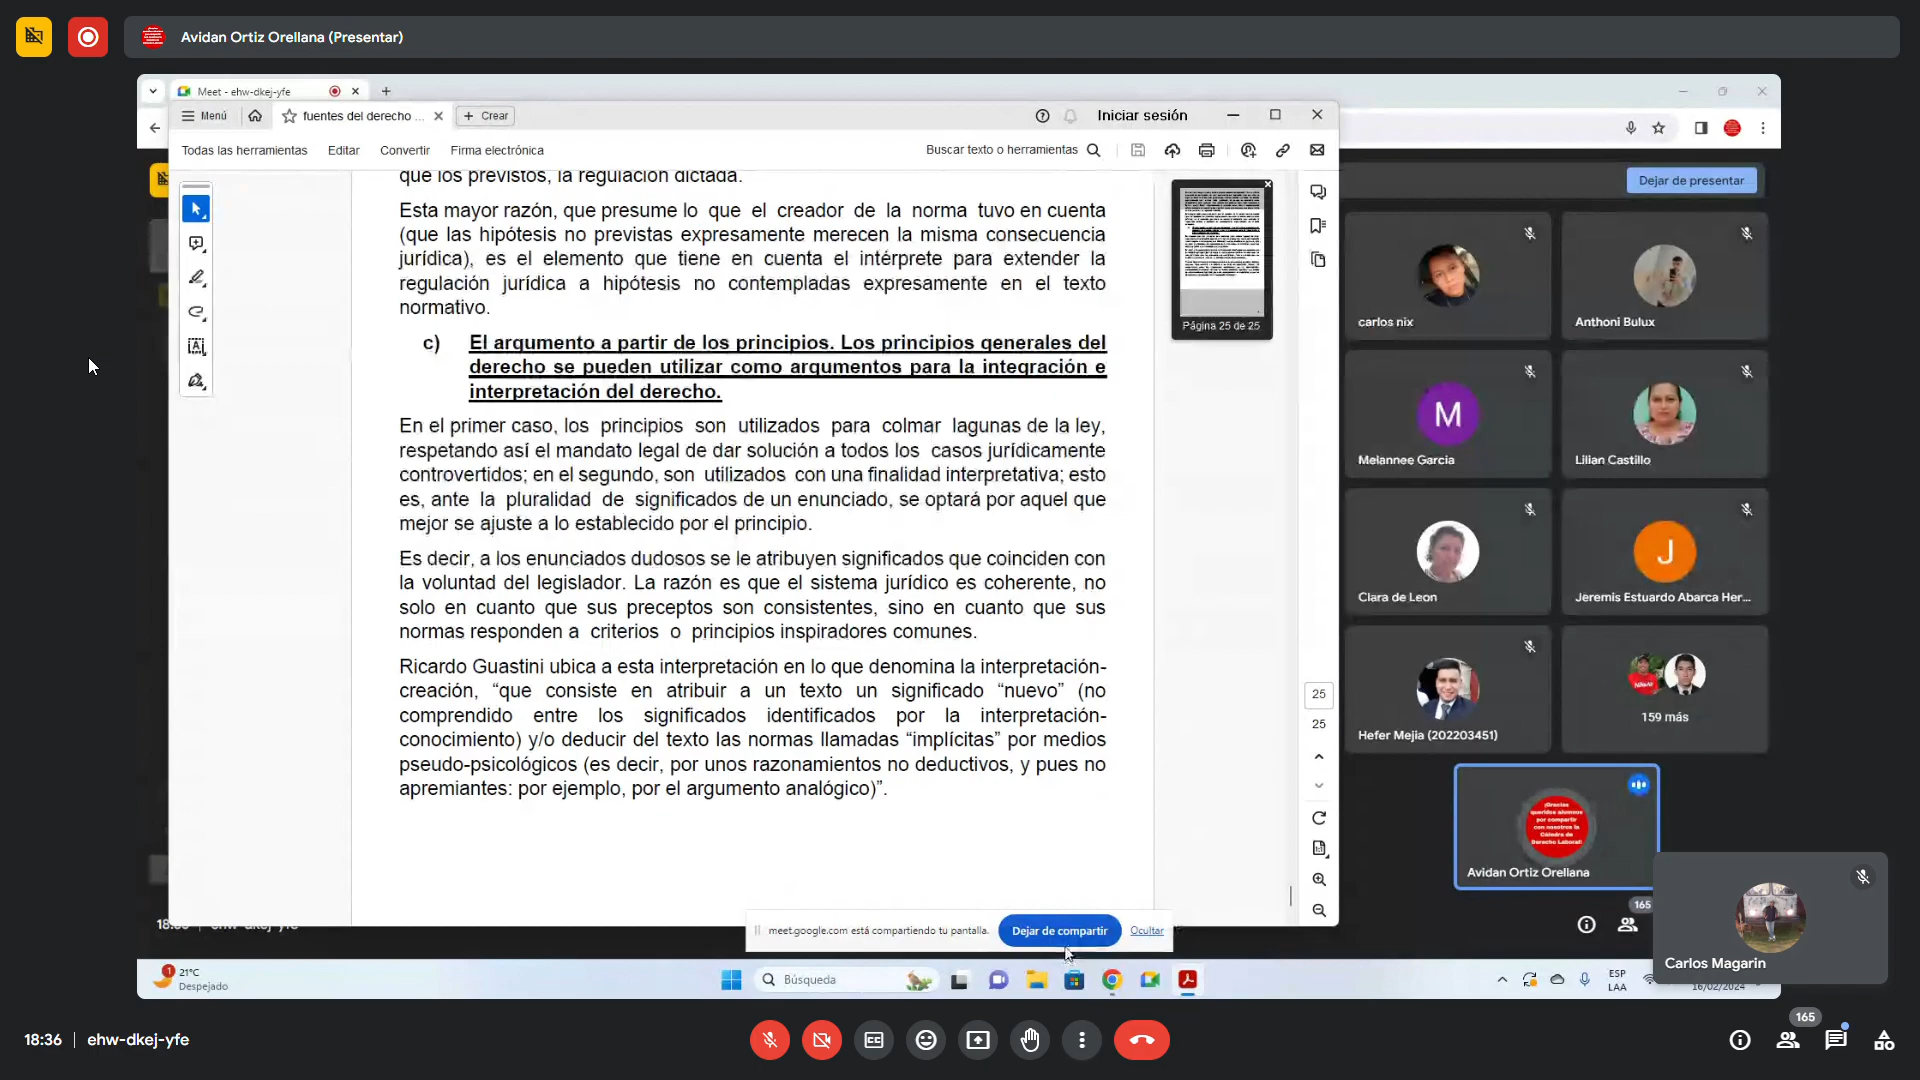 Avidan Ortiz Orellana (Presentar)
Meet - ehw-dkej-yfe
Menú
fuentes del derecho ...
Crear
Iniciar sesión
Todas las herramientas
Editar
Convertir
Firma electrónica
Buscar texto o herramientas
Dejar de presentar
que los previstos, la regulación dictada.
Esta mayor razón, que presume lo que el creador de la norma tuvo en cuenta
(que las hipótesis no previstas expresamente merecen la misma consecuencia
jurídica), es el elemento que tiene en cuenta el intérprete para extender la
regulación jurídica a hipótesis no contempladas expresamente en el texto
normativo.
c) El argumento a partir de los principios. Los principios generales del
derecho se pueden utilizar como argumentos para la integración e
interpretación del derecho.
En el primer caso, los principios son utilizados para colmar lagunas de la ley,
respetando así el mandato legal de dar solución a todos los casos jurídicamente
controvertidos; en el segundo, son utilizados con una finalidad interpretativa; esto
es, ante la pluralidad de significados de un enunciado, se optará por aquel que
mejor se ajuste a lo establecido por el principio.
Es decir, a los enunciados dudosos se le atribuyen significados que coinciden con
la voluntad del legislador. La razón es que el sistema jurídico es coherente, no
solo en cuanto que sus preceptos son consistentes, sino en cuanto que sus
normas responden a criterios o principios inspiradores comunes.
Ricardo Guastini ubica a esta interpretación en lo que denomina la interpretación-
creación, “que consiste en atribuir a un texto un significado “nuevo” (no
comprendido entre los significados identificados por la interpretación-
conocimiento) y/o deducir del texto las normas llamadas “implícitas” por medios
pseudo-psicológicos (es decir, por unos razonamientos no deductivos, y pues no
apremiantes: por ejemplo, por el argumento analógico)”.
Página 25 de 25
25
25
carlos nix
Anthoni Bulux
M
Melannee Garcia
Lilian Castillo
Clara de Leon
J
Jeremis Estuardo Abarca Her...
Hefer Mejia (202203451)
159 más
¡Gracias
queridos alumnos
por compartir
con nosotros la
Cátedra de
Derecho Laboral!
Avidan Ortiz Orellana
165
Carlos Magarin
meet.google.com está compartiendo tu pantalla.
Dejar de compartir
Ocultar
1
21°C
Despejado
Búsqueda
ESP
LAA
16/02/2024
18:36
ehw-dkej-yfe
165